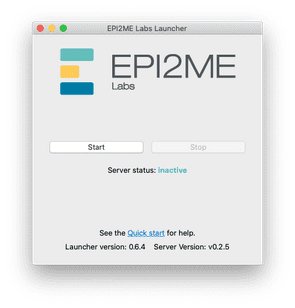 EPI2ME Labs Launcher
EPI2ME
Labs
Start Stop
Server status: inactive
See the Quick start for help.
Launcher version: 0.6.4 Server Version: v0.2.5